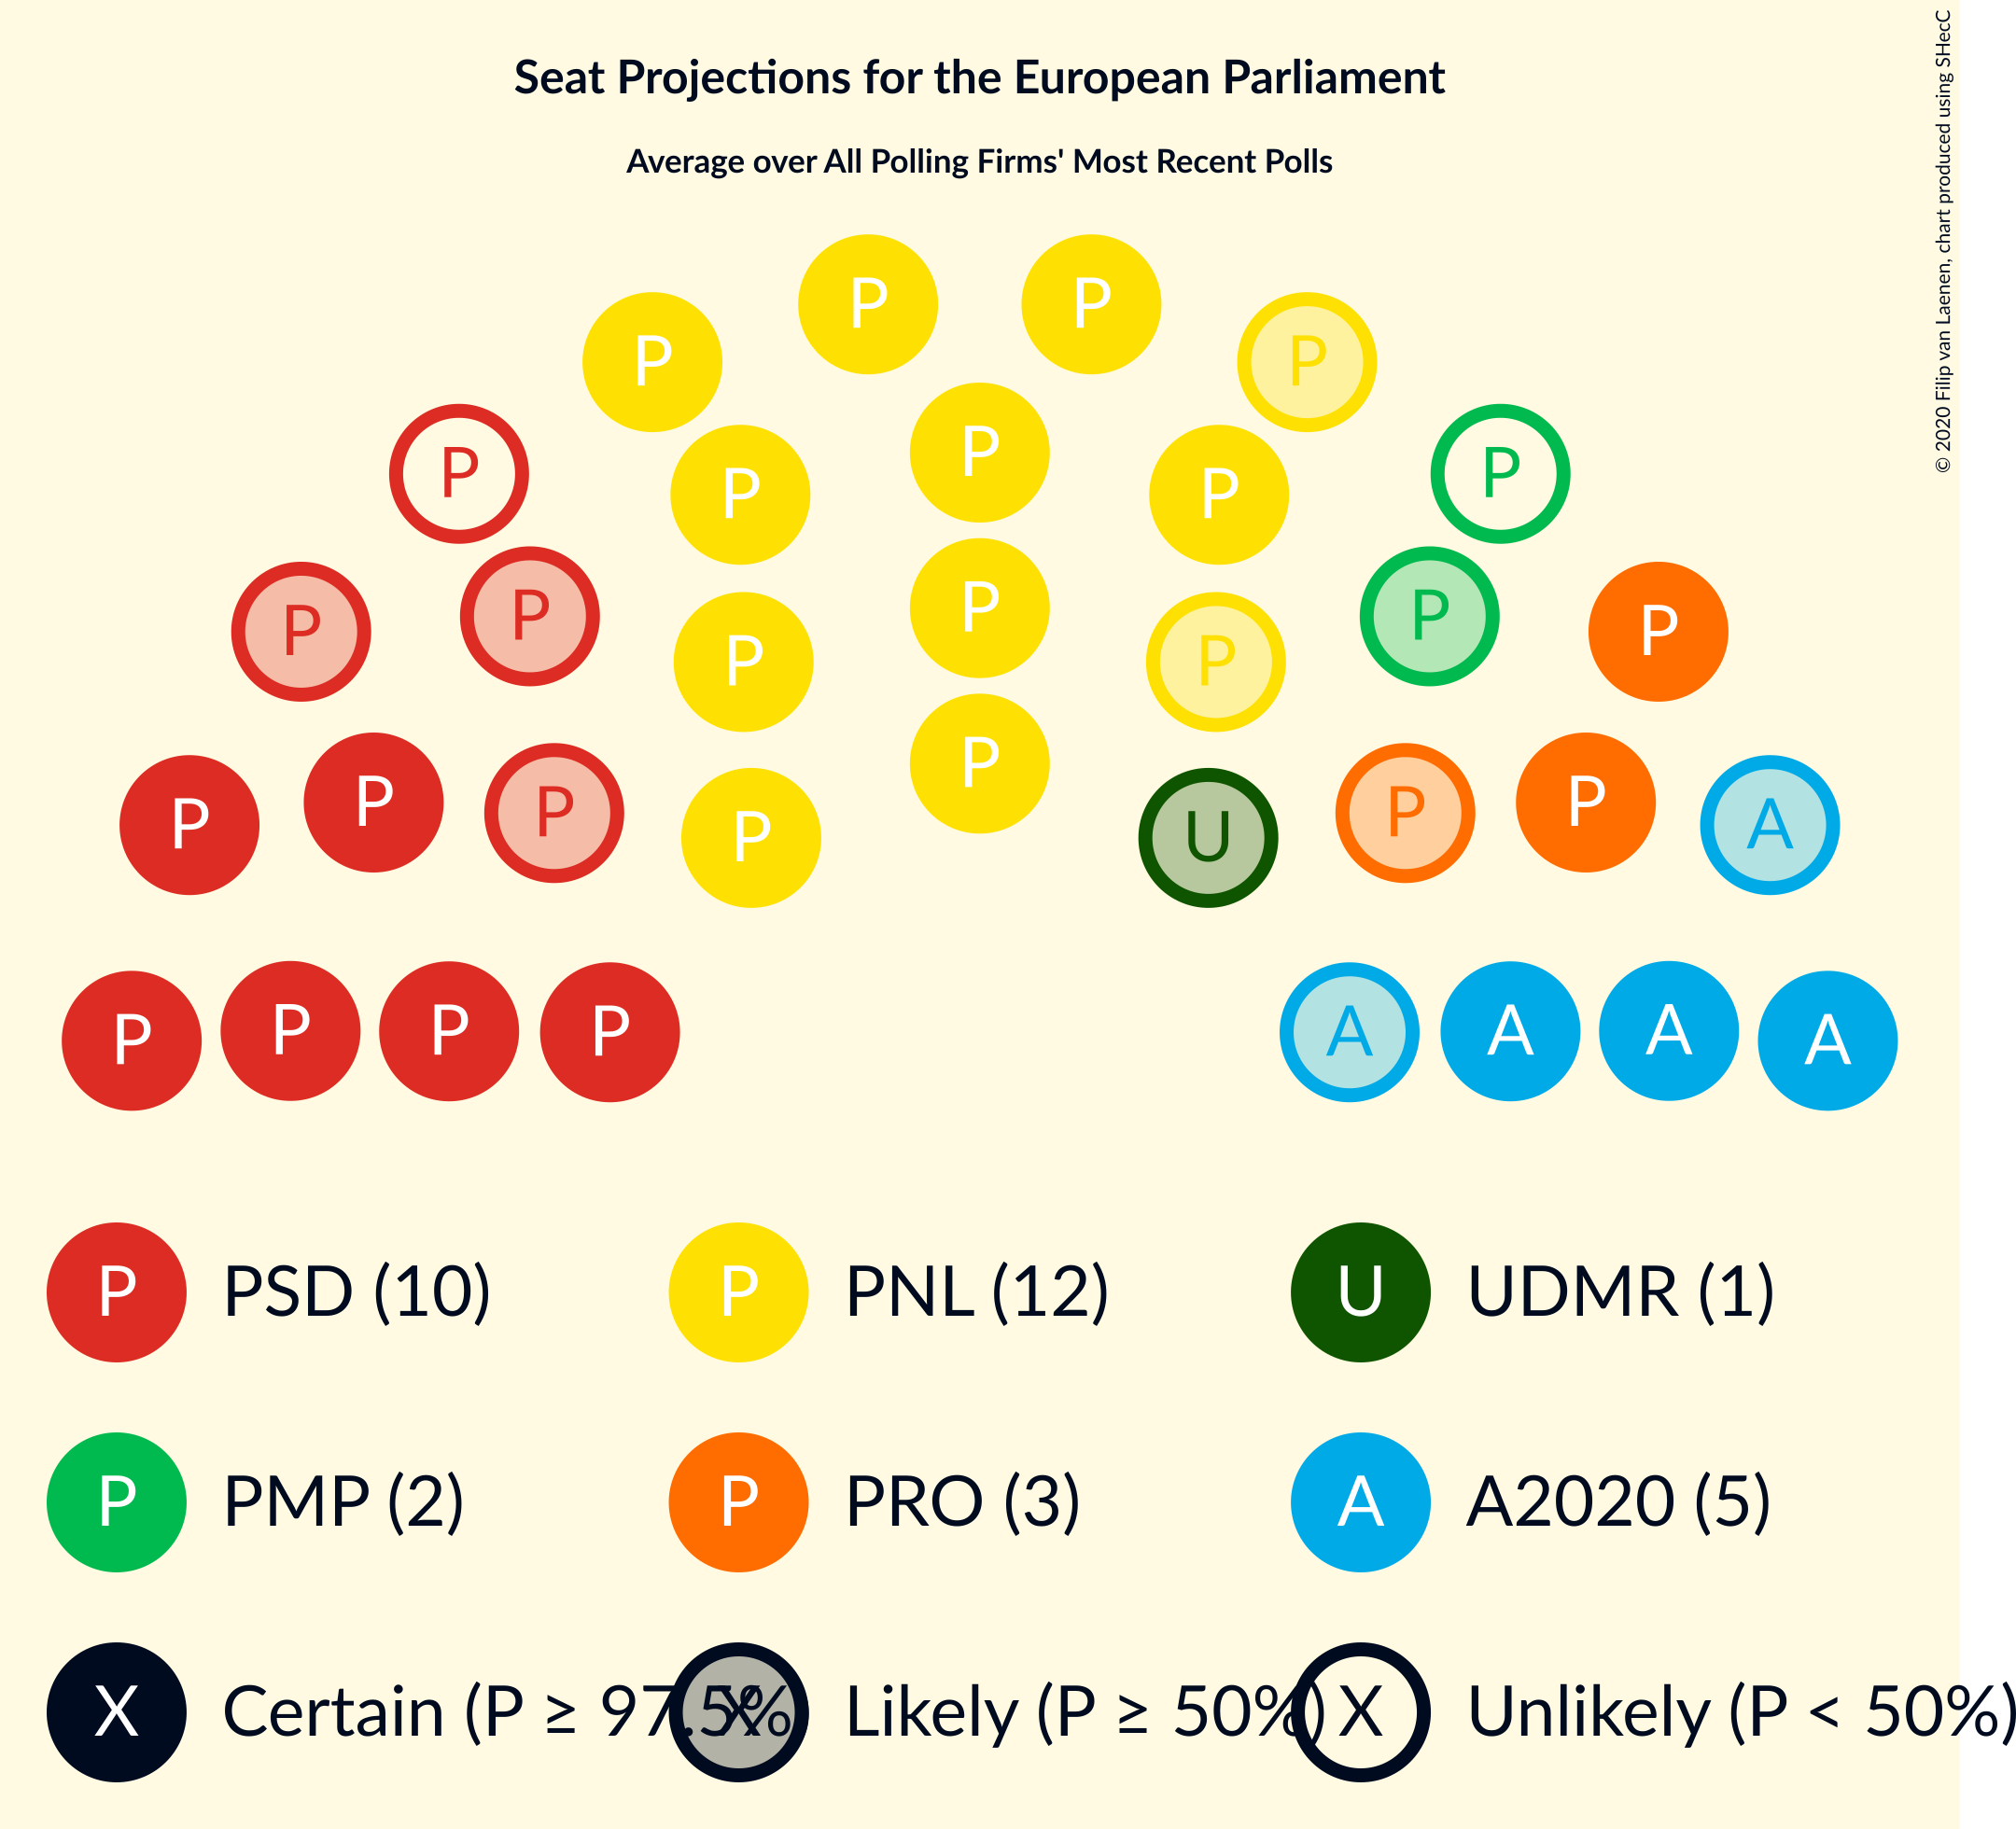 Seat Projections for the European Parliament
Average over All Polling Firms' Most Recent Polls
© 2020 Filip van Laenen, chart produced using SHecC
P P
P P
P P P
P P
P P P P
P P P P
P P P U P P A
P P P P A A A A
P PSD (10) P PNL (12) U UDMR (1)
P PMP (2) P PRO (3) A A2020 (5)
X Certain (P ≥ 97.5% X Likely (P ≥ 50%) X Unlikely (P < 50%)